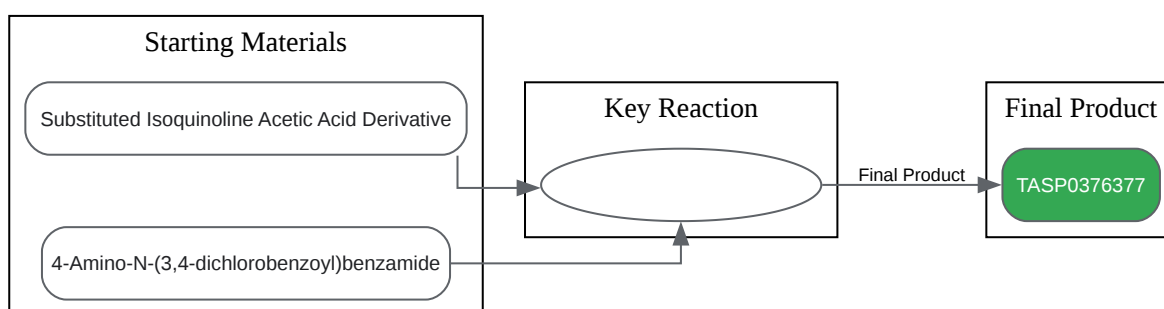 Starting Materials
Substituted Isoquinoline Acetic Acid Derivative
4-Amino-N-(3,4-dichlorobenzoyl)benzamide
Key Reaction
Final Product
Final Product
TASP0376377